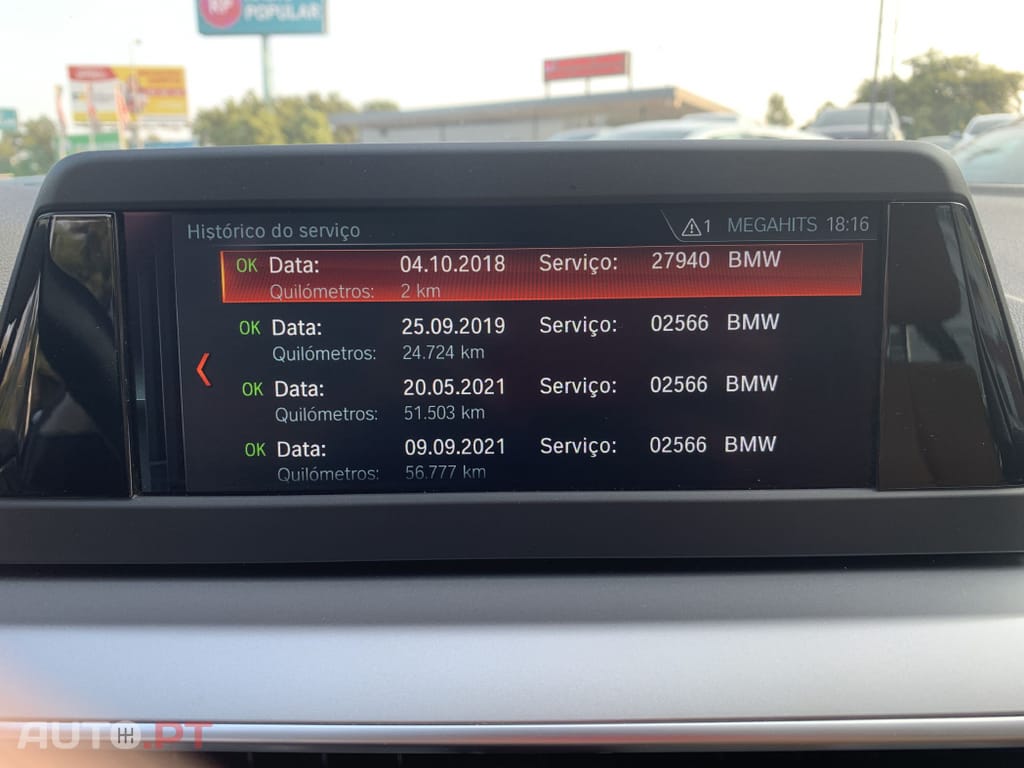 RP
POPULAR
Histórico do serviço
1 MEGAHITS 18:16
OK Data: 04.10.2018 Serviço: 27940 BMW
Quilómetros: 2 km
OK Data: 25.09.2019 Serviço: 02566 BMW
Quilómetros: 24.724 km
OK Data: 20.05.2021 Serviço: 02566 BMW
Quilómetros: 51.503 km
OK Data: 09.09.2021 Serviço: 02566 BMW
Quilómetros: 56.777 km
AUTO.PT